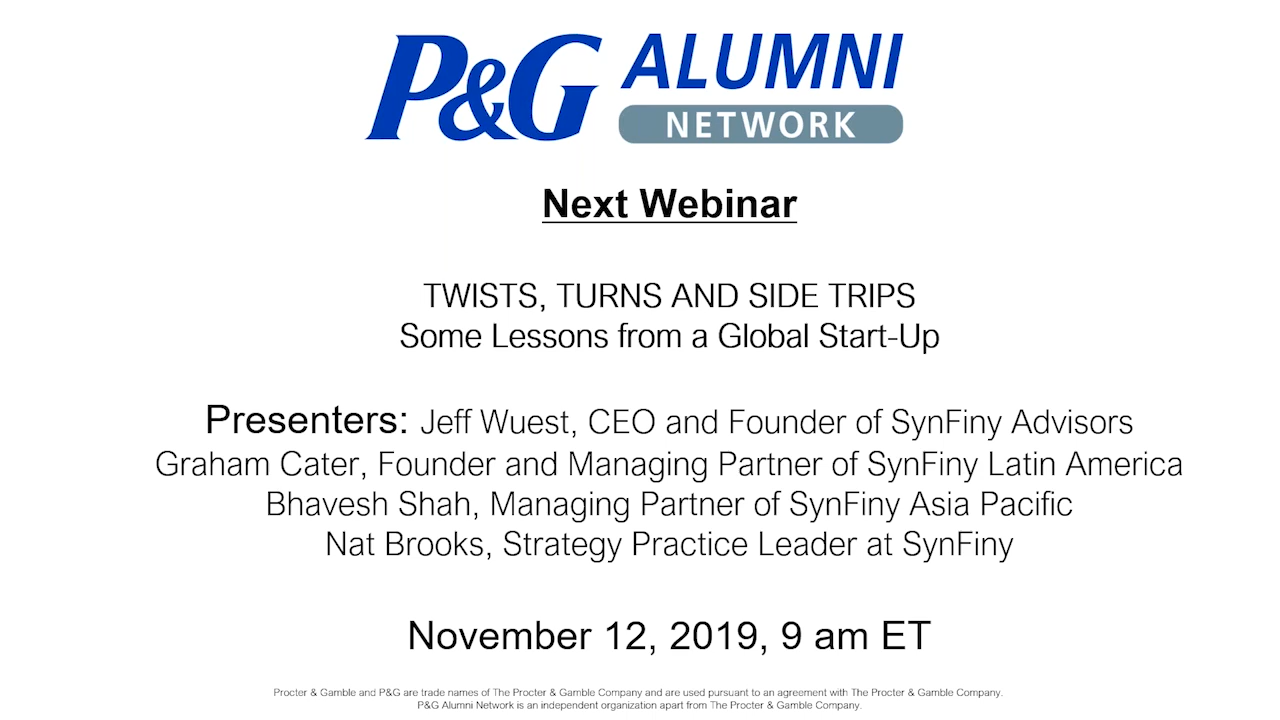 P&G ALUMNI
NETWORK
Next Webinar
TWISTS, TURNS AND SIDE TRIPS
Some Lessons from a Global Start-Up
Presenters: Jeff Wuest, CEO and Founder of SynFiny Advisors
Graham Cater, Founder and Managing Partner of SynFiny Latin America
Bhavesh Shah, Managing Partner of SynFiny Asia Pacific
Nat Brooks, Strategy Practice Leader at SynFiny
November 12, 2019, 9 am ET
Procter & Gamble and P&G are trade names of The Procter & Gamble Company and are used pursuant to an agreement with The Procter & Gamble Company.
P&G Alumni Network is an independent organization apart from The Procter & Gamble Company.